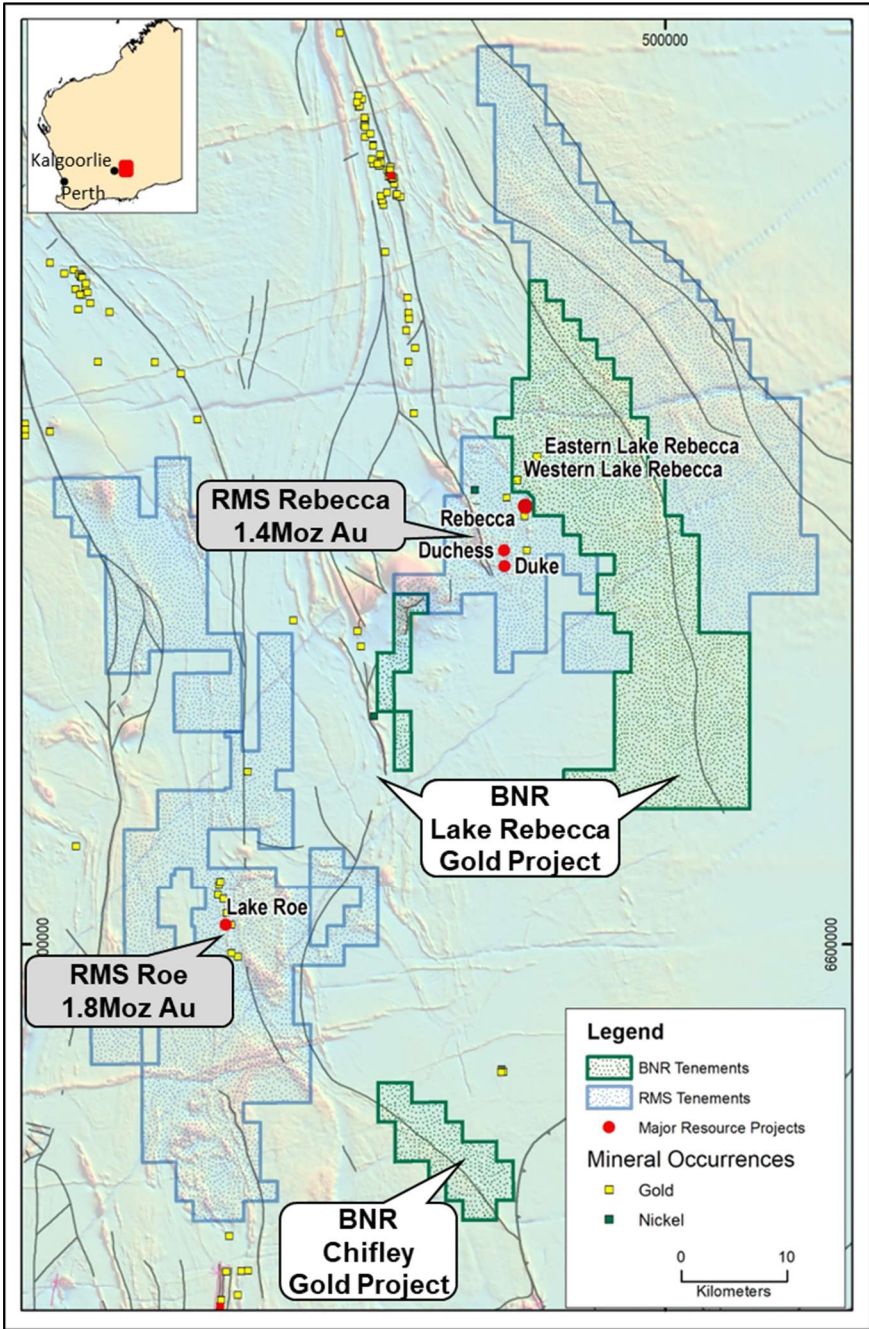 500000
Kalgoorlie
Perth
Eastern Lake Rebecca
Western Lake Rebecca
RMS Rebecca
1.4Moz Au
Rebecca
Duchess
Duke
BNR
Lake Rebecca
Gold Project
Lake Roe
6600000
RMS Roe
1.8Moz Au
Legend
BNR Tenements
RMS Tenements
Major Resource Projects
Mineral Occurrences
Gold
Nickel
0 10
Kilometers
BNR
Chifley
Gold Project